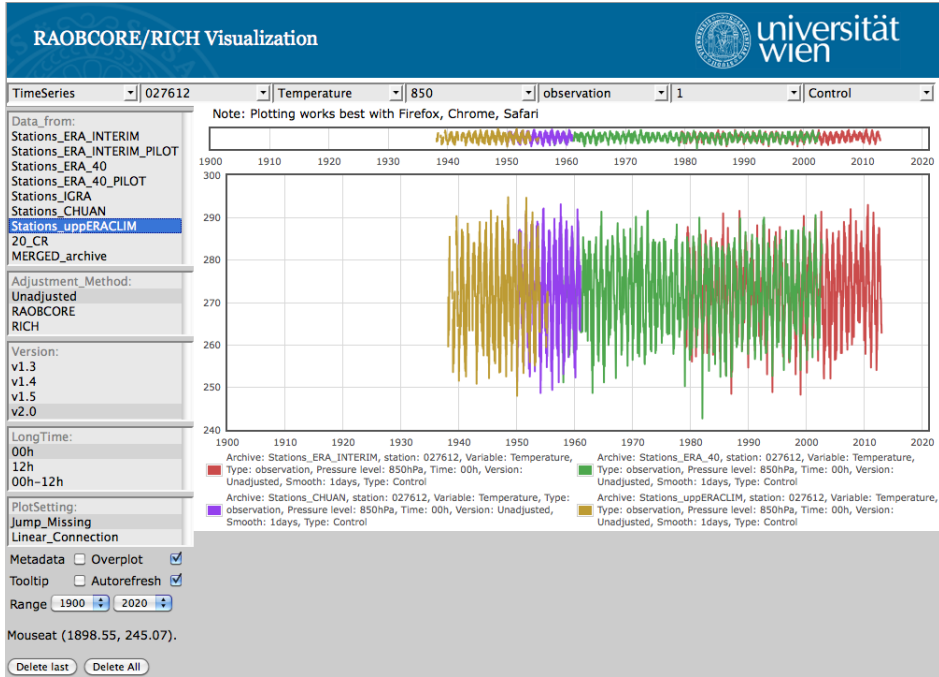 RAOBCORE/RICH Visualization
universität
wien
TimeSeries 027612 Temperature 850 observation 1 Control
Data_from:
Stations_ERA_INTERIM
Stations_ERA_INTERIM_PILOT
Stations_ERA_40
Stations_ERA_40_PILOT
Stations_IGRA
Stations_CHUAN
Stations_uppERACLIM
20_CR
MERGED_archive
Adjustment_Method:
Unadjusted
RAOBCORE
RICH
Version:
v1.3
v1.4
v1.5
v2.0
LongTime:
00h
12h
00h-12h
PlotSetting:
Jump_Missing
Linear_Connection
Metadata Overplot
Tooltip Autorefresh
Range 1900 2020
Mouseat (1898.55, 245.07).
Delete last Delete All
Note: Plotting works best with Firefox, Chrome, Safari
1900 1910 1920 1930 1940 1950 1960 1970 1980 1990 2000 2010 2020
300
290
280
270
260
250
240
1900 1910 1920 1930 1940 1950 1960 1970 1980 1990 2000 2010 2020
Archive: Stations_ERA_INTERIM, station: 027612, Variable: Temperature,
Type: observation, Pressure level: 850hPa, Time: 00h, Version:
Unadjusted, Smooth: 1days, Type: Control
Archive: Stations_ERA_40, station: 027612, Variable: Temperature,
Type: observation, Pressure level: 850hPa, Time: 00h, Version:
Unadjusted, Smooth: 1days, Type: Control
Archive: Stations_CHUAN, station: 027612, Variable: Temperature, Type:
observation, Pressure level: 850hPa, Time: 00h, Version: Unadjusted,
Smooth: 1days, Type: Control
Archive: Stations_uppERACLIM, station: 027612, Variable: Temperature,
Type: observation, Pressure level: 850hPa, Time: 00h, Version:
Unadjusted, Smooth: 1days, Type: Control